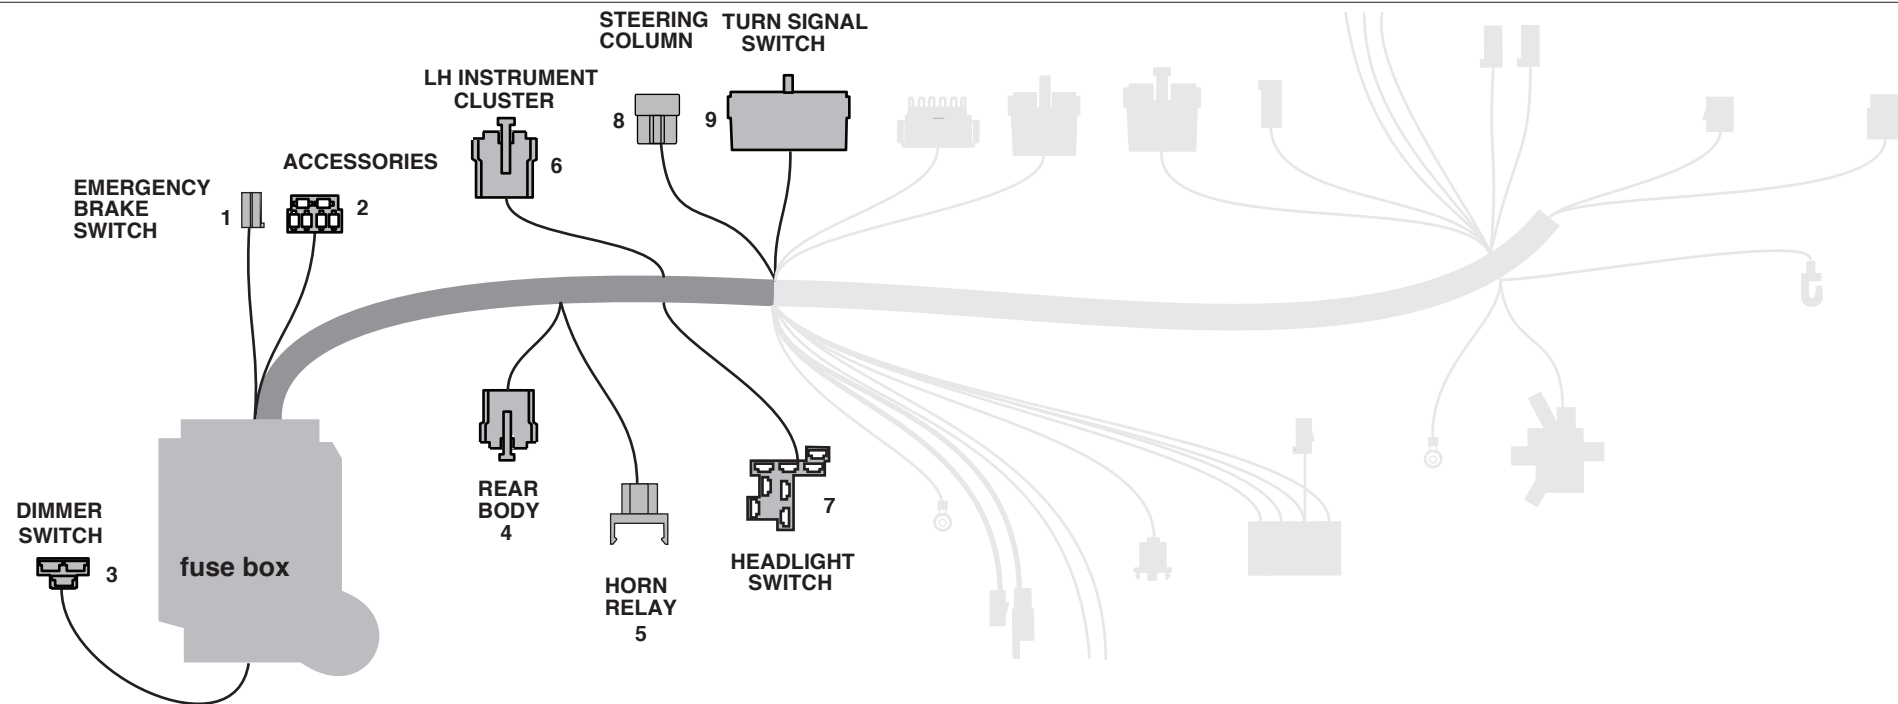 STEERING
COLUMN
8
TURN SIGNAL
SWITCH
9
LH INSTRUMENT
CLUSTER
6
ACCESSORIES
2
EMERGENCY
BRAKE
SWITCH
1
REAR
BODY
4
HORN
RELAY
5
HEADLIGHT
SWITCH
7
DIMMER
SWITCH
3
fuse box